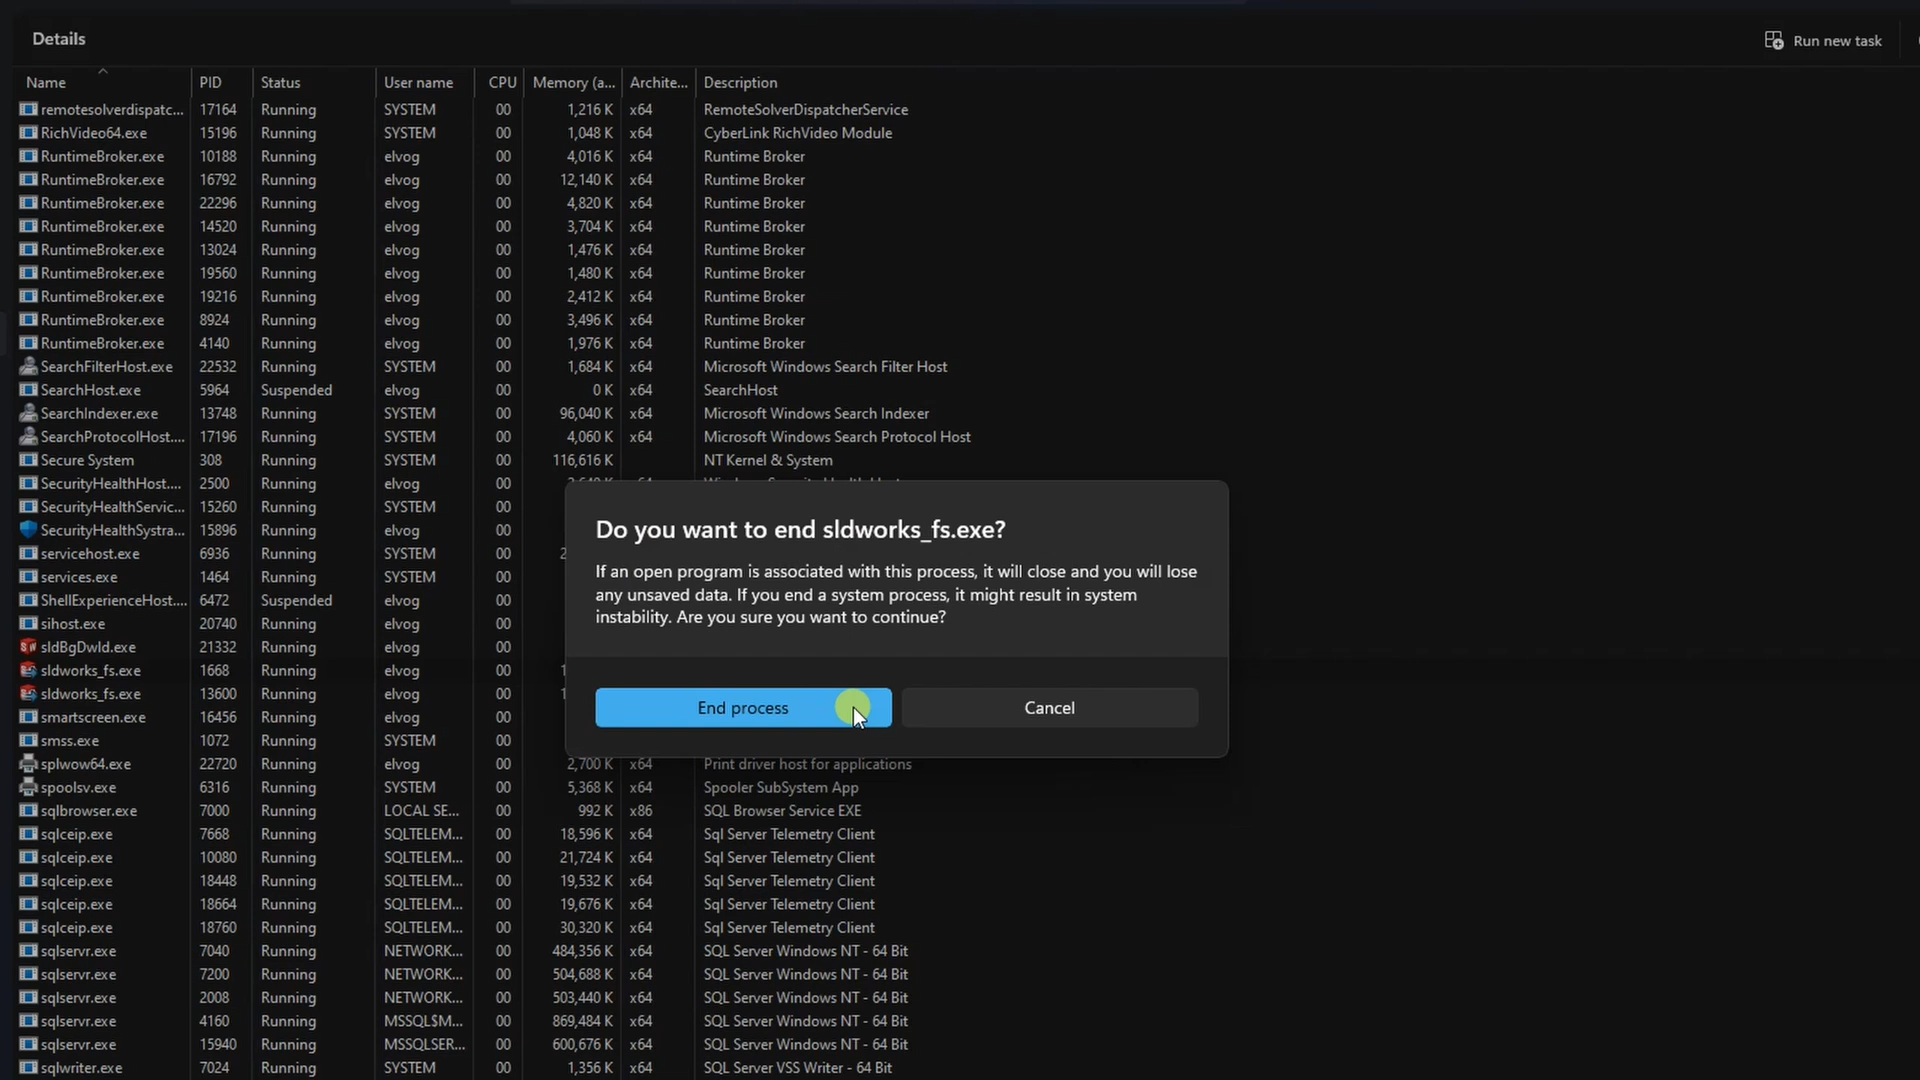 Details
Run new task
Name PID Status User name CPU Memory (a... Archite... Description
remotesolverdispatc... 17164 Running SYSTEM 00 1,216 K x64 RemoteSolverDispatcherService
RichVideo64.exe 15196 Running SYSTEM 00 1,048 K x64 CyberLink RichVideo Module
RuntimeBroker.exe 10188 Running elvog 00 4,016 K x64 Runtime Broker
RuntimeBroker.exe 16792 Running elvog 00 12,140 K x64 Runtime Broker
RuntimeBroker.exe 22296 Running elvog 00 4,820 K x64 Runtime Broker
RuntimeBroker.exe 14520 Running elvog 00 3,704 K x64 Runtime Broker
RuntimeBroker.exe 13024 Running elvog 00 1,476 K x64 Runtime Broker
RuntimeBroker.exe 19560 Running elvog 00 1,480 K x64 Runtime Broker
RuntimeBroker.exe 19216 Running elvog 00 2,412 K x64 Runtime Broker
RuntimeBroker.exe 8924 Running elvog 00 3,496 K x64 Runtime Broker
RuntimeBroker.exe 4140 Running elvog 00 1,976 K x64 Runtime Broker
SearchFilterHost.exe 22532 Running SYSTEM 00 1,684 K x64 Microsoft Windows Search Filter Host
SearchHost.exe 5964 Suspended elvog 00 0 K x64 SearchHost
SearchIndexer.exe 13748 Running SYSTEM 00 96,040 K x64 Microsoft Windows Search Indexer
SearchProtocolHost.... 17196 Running SYSTEM 00 4,060 K x64 Microsoft Windows Search Protocol Host
Secure System 308 Running SYSTEM 00 116,616 K NT Kernel & System
SecurityHealthHost.... 2500 Running elvog 00
SecurityHealthServic... 15260 Running SYSTEM 00
SecurityHealthSystra... 15896 Running elvog 00
servicehost.exe 6936 Running SYSTEM 00 2
services.exe 1464 Running SYSTEM 00
ShellExperienceHost.... 6472 Suspended elvog 00
sihost.exe 20740 Running elvog 00
sldBgDwld.exe 21332 Running elvog 00
sldworks_fs.exe 1668 Running elvog 00 1
sldworks_fs.exe 13600 Running elvog 00 1
smartscreen.exe 16456 Running elvog 00
smss.exe 1072 Running SYSTEM 00
splwow64.exe 22720 Running elvog 00 2,700 K x64 Print driver host for applications
spoolsv.exe 6316 Running SYSTEM 00 5,368 K x64 Spooler SubSystem App
sqlbrowser.exe 7000 Running LOCAL SE... 00 992 K x86 SQL Browser Service EXE
sqlceip.exe 7668 Running SQLTELEM... 00 18,596 K x64 Sql Server Telemetry Client
sqlceip.exe 10080 Running SQLTELEM... 00 21,724 K x64 Sql Server Telemetry Client
sqlceip.exe 18448 Running SQLTELEM... 00 19,532 K x64 Sql Server Telemetry Client
sqlceip.exe 18664 Running SQLTELEM... 00 19,676 K x64 Sql Server Telemetry Client
sqlceip.exe 18760 Running SQLTELEM... 00 30,320 K x64 Sql Server Telemetry Client
sqlservr.exe 7040 Running NETWORK... 00 484,356 K x64 SQL Server Windows NT - 64 Bit
sqlservr.exe 7200 Running NETWORK... 00 504,688 K x64 SQL Server Windows NT - 64 Bit
sqlservr.exe 2008 Running NETWORK... 00 503,440 K x64 SQL Server Windows NT - 64 Bit
sqlservr.exe 4160 Running MSSQL$M... 00 869,484 K x64 SQL Server Windows NT - 64 Bit
sqlservr.exe 15940 Running MSSQLSER... 00 600,676 K x64 SQL Server Windows NT - 64 Bit
sqlwriter.exe 7024 Running SYSTEM 00 1,356 K x64 SQL Server VSS Writer - 64 Bit
Do you want to end sldworks_fs.exe?
If an open program is associated with this process, it will close and you will lose
any unsaved data. If you end a system process, it might result in system
instability. Are you sure you want to continue?
End process
Cancel